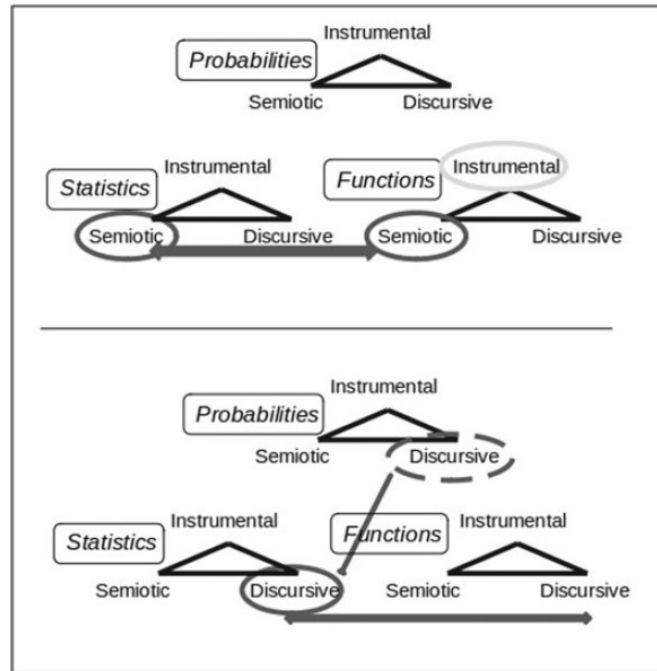 Instrumental
Probabilities
Semiotic Discursive
Instrumental Instrumental
Statistics Functions
Semiotic Discursive Semiotic Discursive
Instrumental
Probabilities
Semiotic Discursive
Instrumental Instrumental
Statistics Functions
Semiotic Discursive Semiotic Discursive